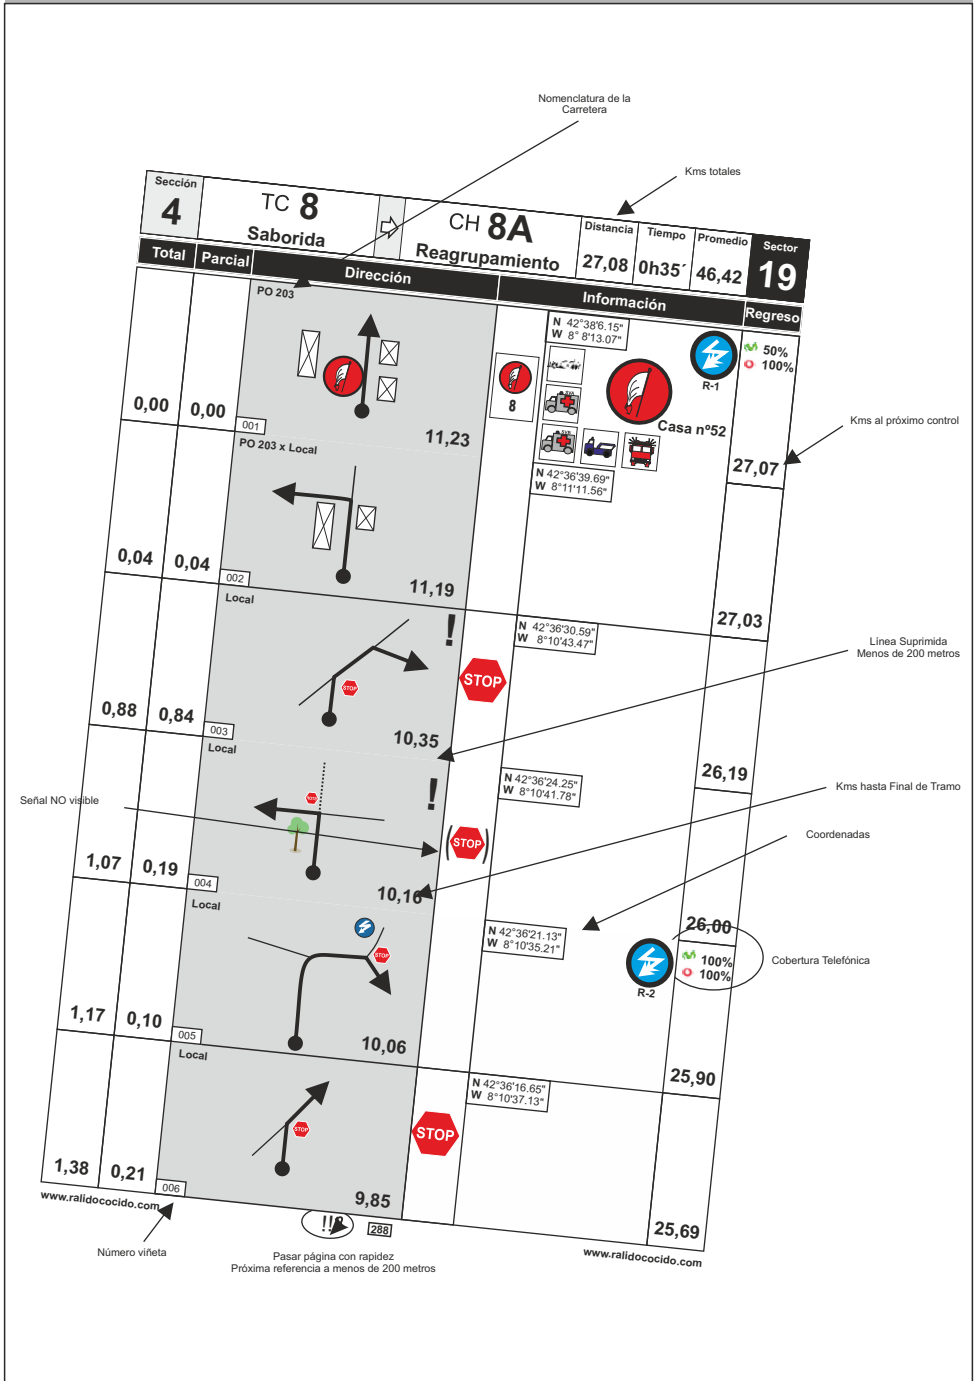 Nomenclatura de la
Carretera
Kms totales
Sección
4
TC 8
Saborida
CH 8A
Reagrupamiento
Distancia
27,08
Tiempo
0h35´
Promedio
46,42
Sector
19
Total
Parcial
Dirección
Información
Regreso
PO 203
0,00
0,00
001
11,23
8
N 42°38'6.15"
W 8° 8'13.07"
R-1
Casa nº52
50%
100%
27,07
Kms al próximo control
PO 203 x Local
0,04
0,04
002
11,19
N 42°36'39.69"
W 8°11'11.56"
27,03
Local
!
STOP
0,88
0,84
003
10,35
STOP
N 42°36'30.59"
W 8°10'43.47"
26,19
Línea Suprimida
Menos de 200 metros
Local
!
Señal NO visible
1,07
0,19
004
10,16
(STOP)
N 42°36'24.25"
W 8°10'41.78"
26,00
Kms hasta Final de Tramo
Coordenadas
Local
STOP
1,17
0,10
005
10,06
N 42°36'21.13"
W 8°10'35.21"
R-2
100%
100%
Cobertura Telefónica
25,90
Local
STOP
1,38
0,21
006
9,85
STOP
N 42°36'16.65"
W 8°10'37.13"
25,69
www.ralidococido.com
288
www.ralidococido.com
Número viñeta
Pasar página con rapidez
Próxima referencia a menos de 200 metros